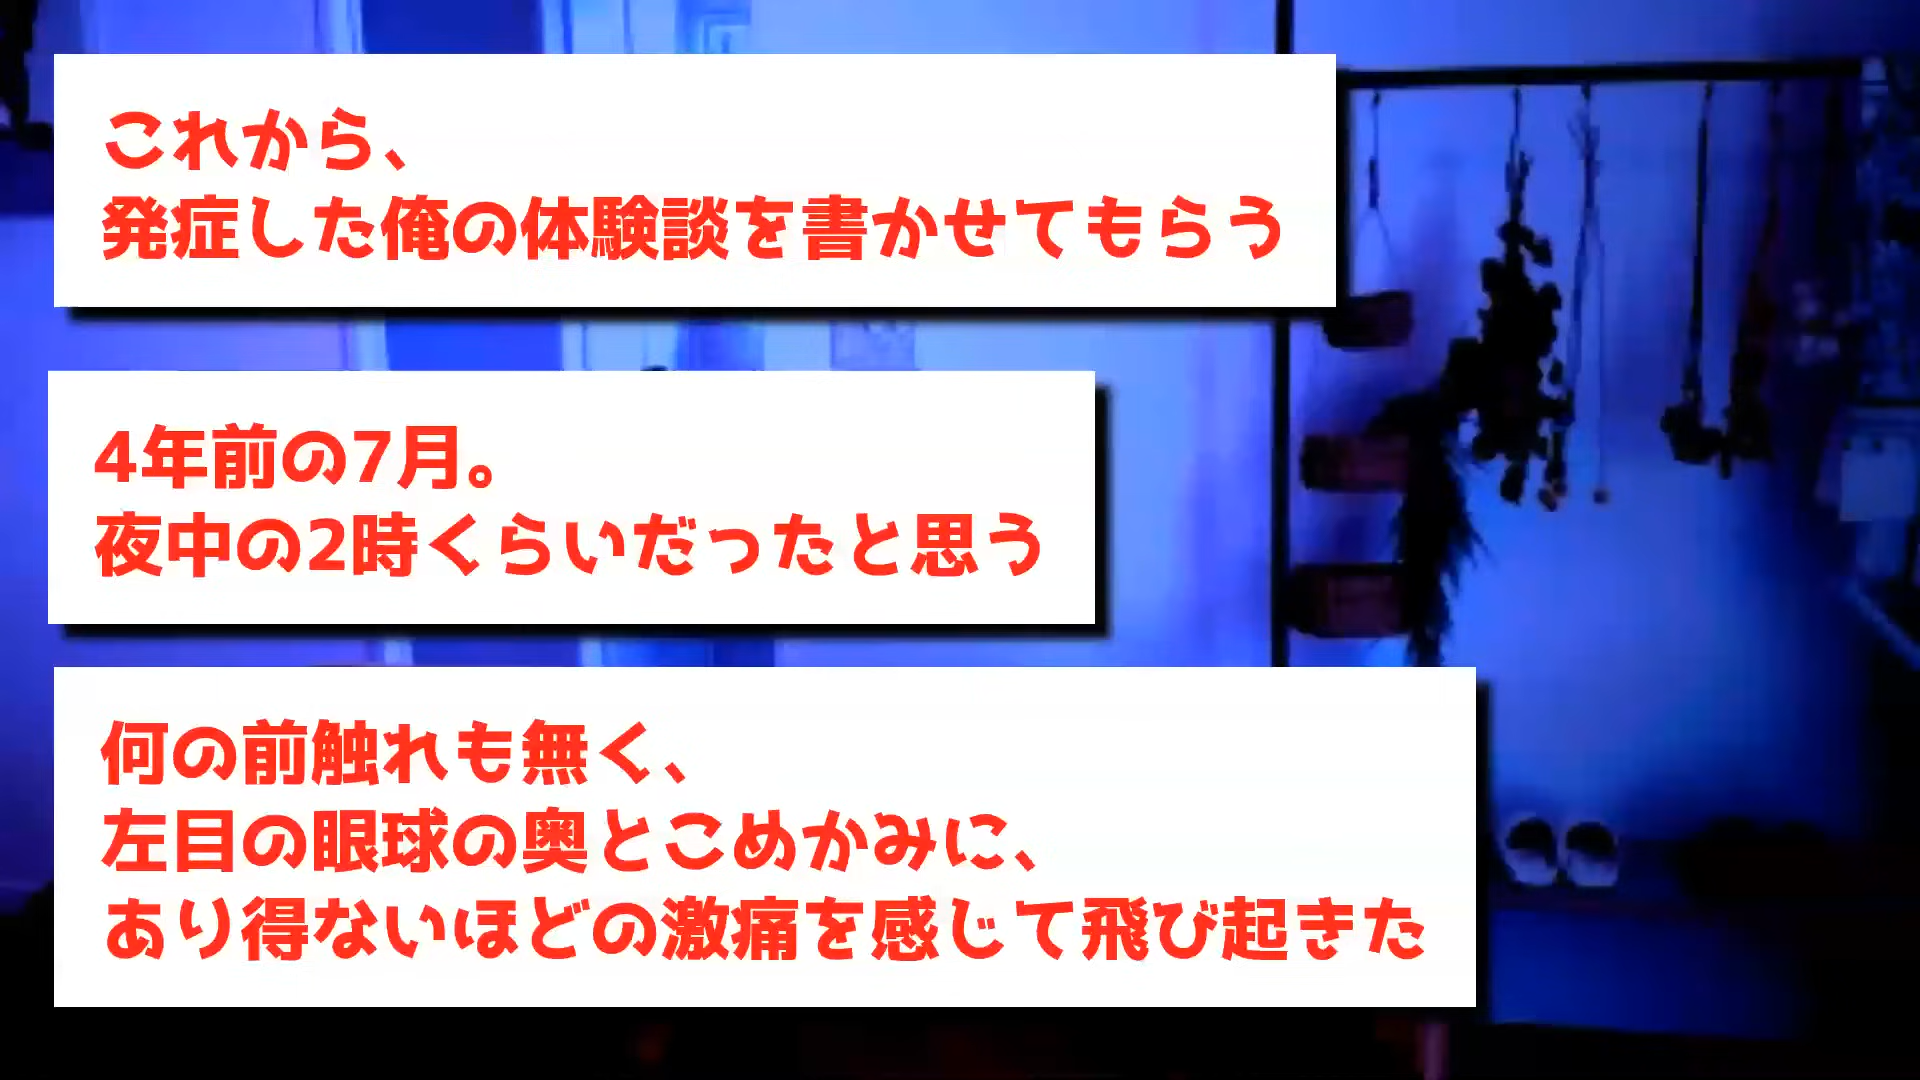 これから、
発症した俺の体験談を書かせてもらう
4年前の7月。
夜中の2時くらいだったと思う
何の前触れも無く、
左目の眼球の奥とこめかみに、
あり得ないほどの激痛を感じて飛び起きた